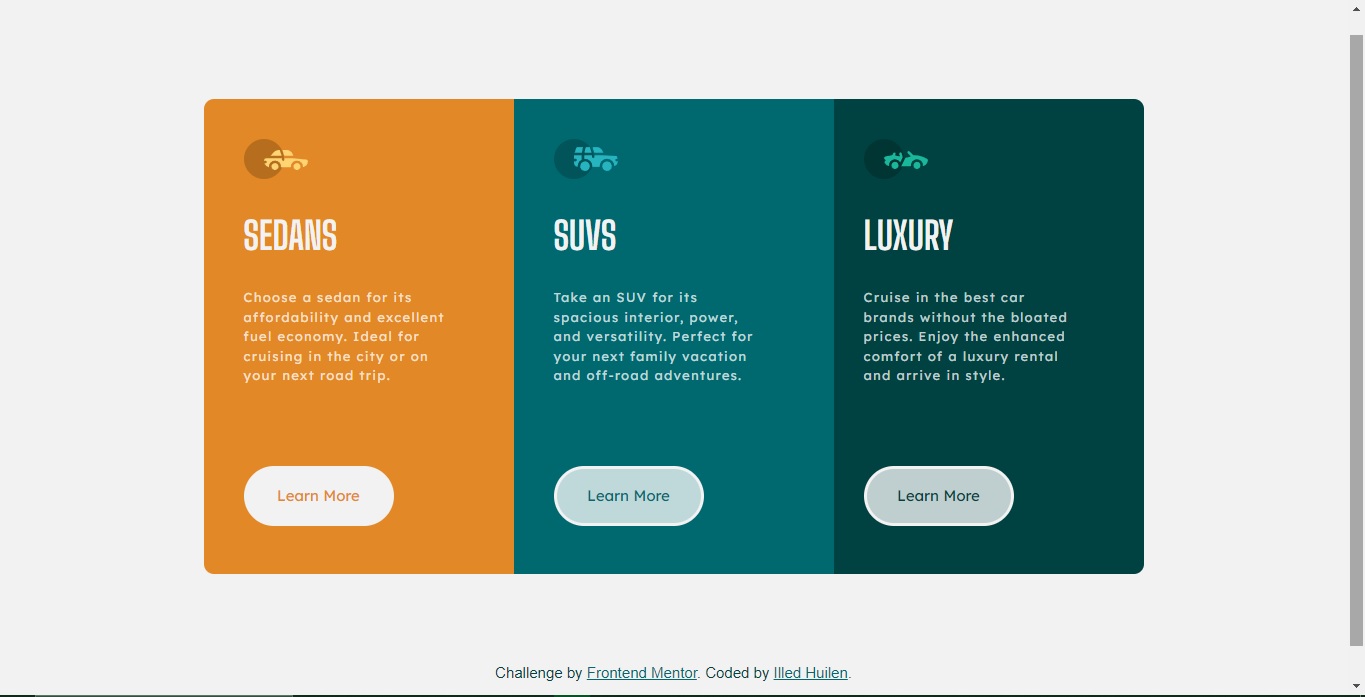 SEDANS
Choose a sedan for its
affordability and excellent
fuel economy. Ideal for
cruising in the city or on
your next road trip.
Learn More
SUVS
Take an SUV for its
spacious interior, power,
and versatility. Perfect for
your next family vacation
and off-road adventures.
Learn More
LUXURY
Cruise in the best car
brands without the bloated
prices. Enjoy the enhanced
comfort of a luxury rental
and arrive in style.
Learn More
Challenge by Frontend Mentor. Coded by Illed Huilen.